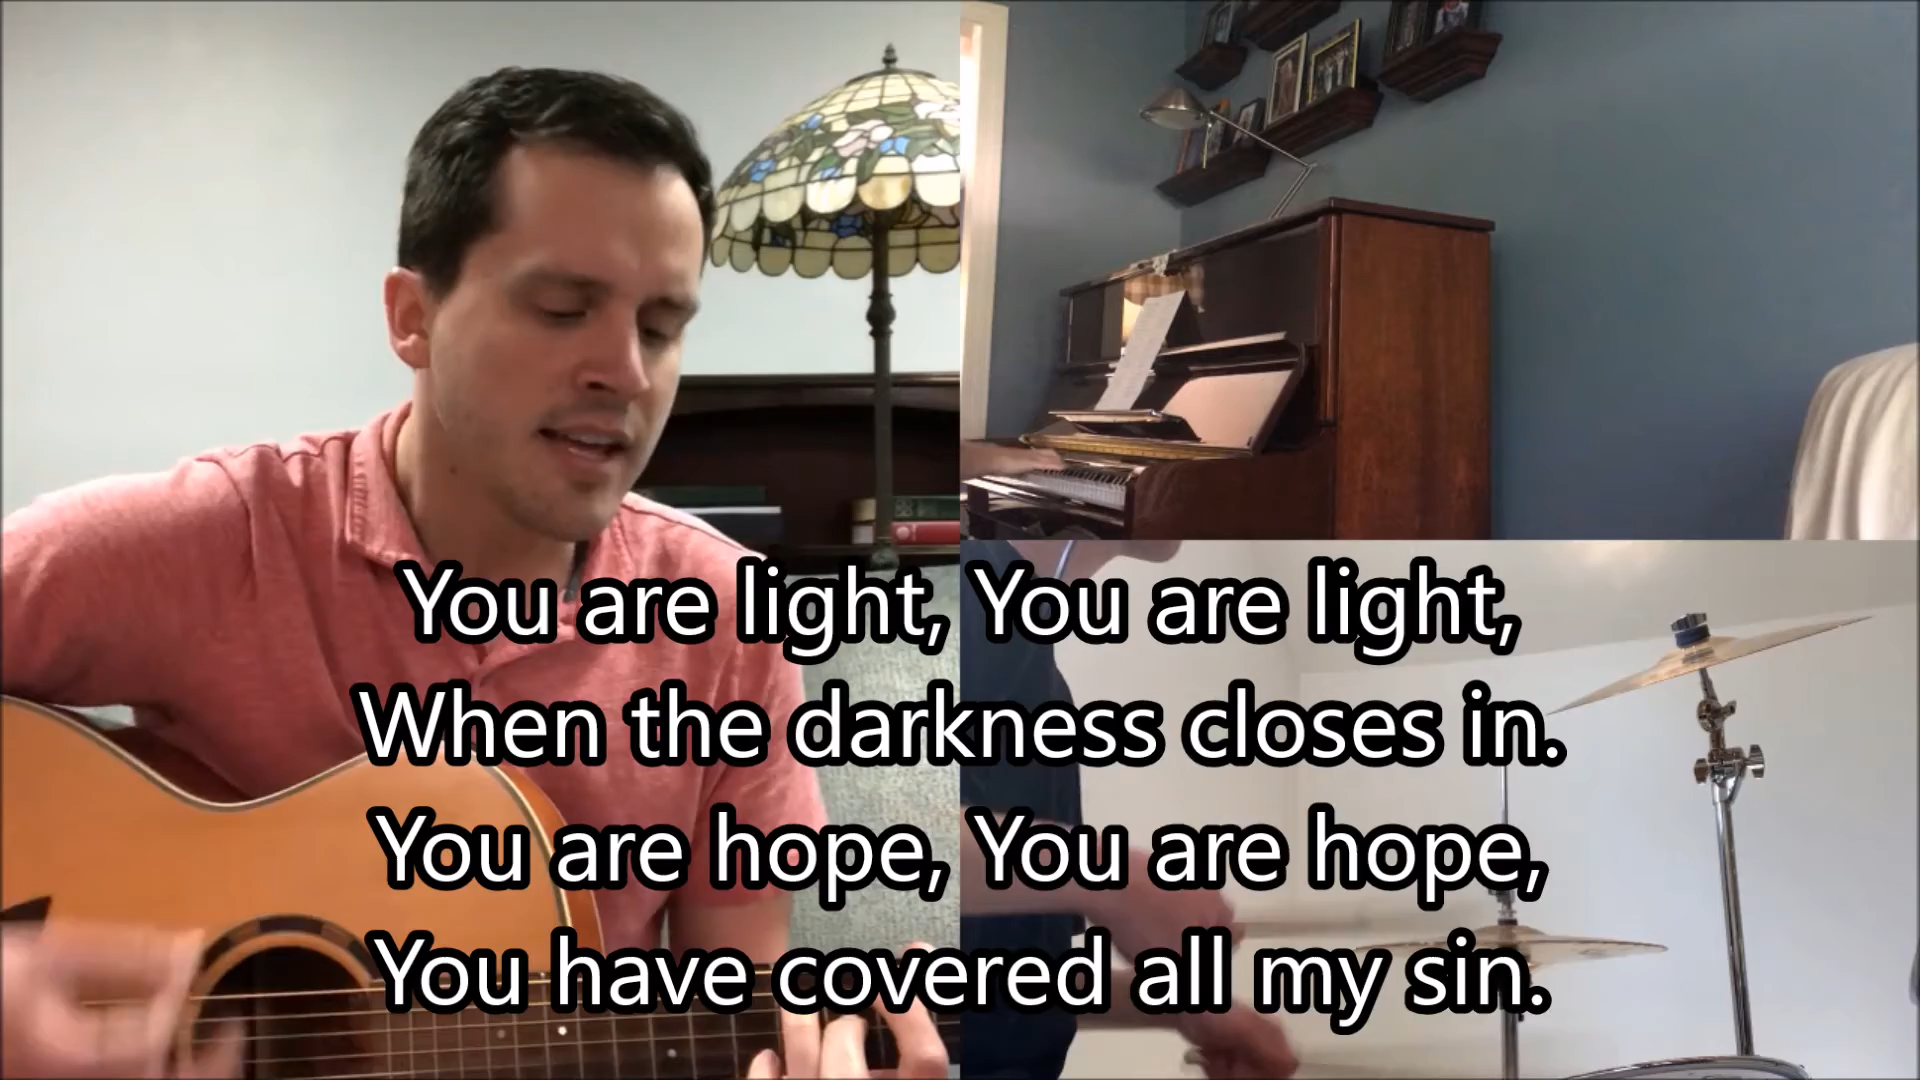 You are light, You are light,
When the darkness closes in.
You are hope, You are hope,
You have covered all my sin.